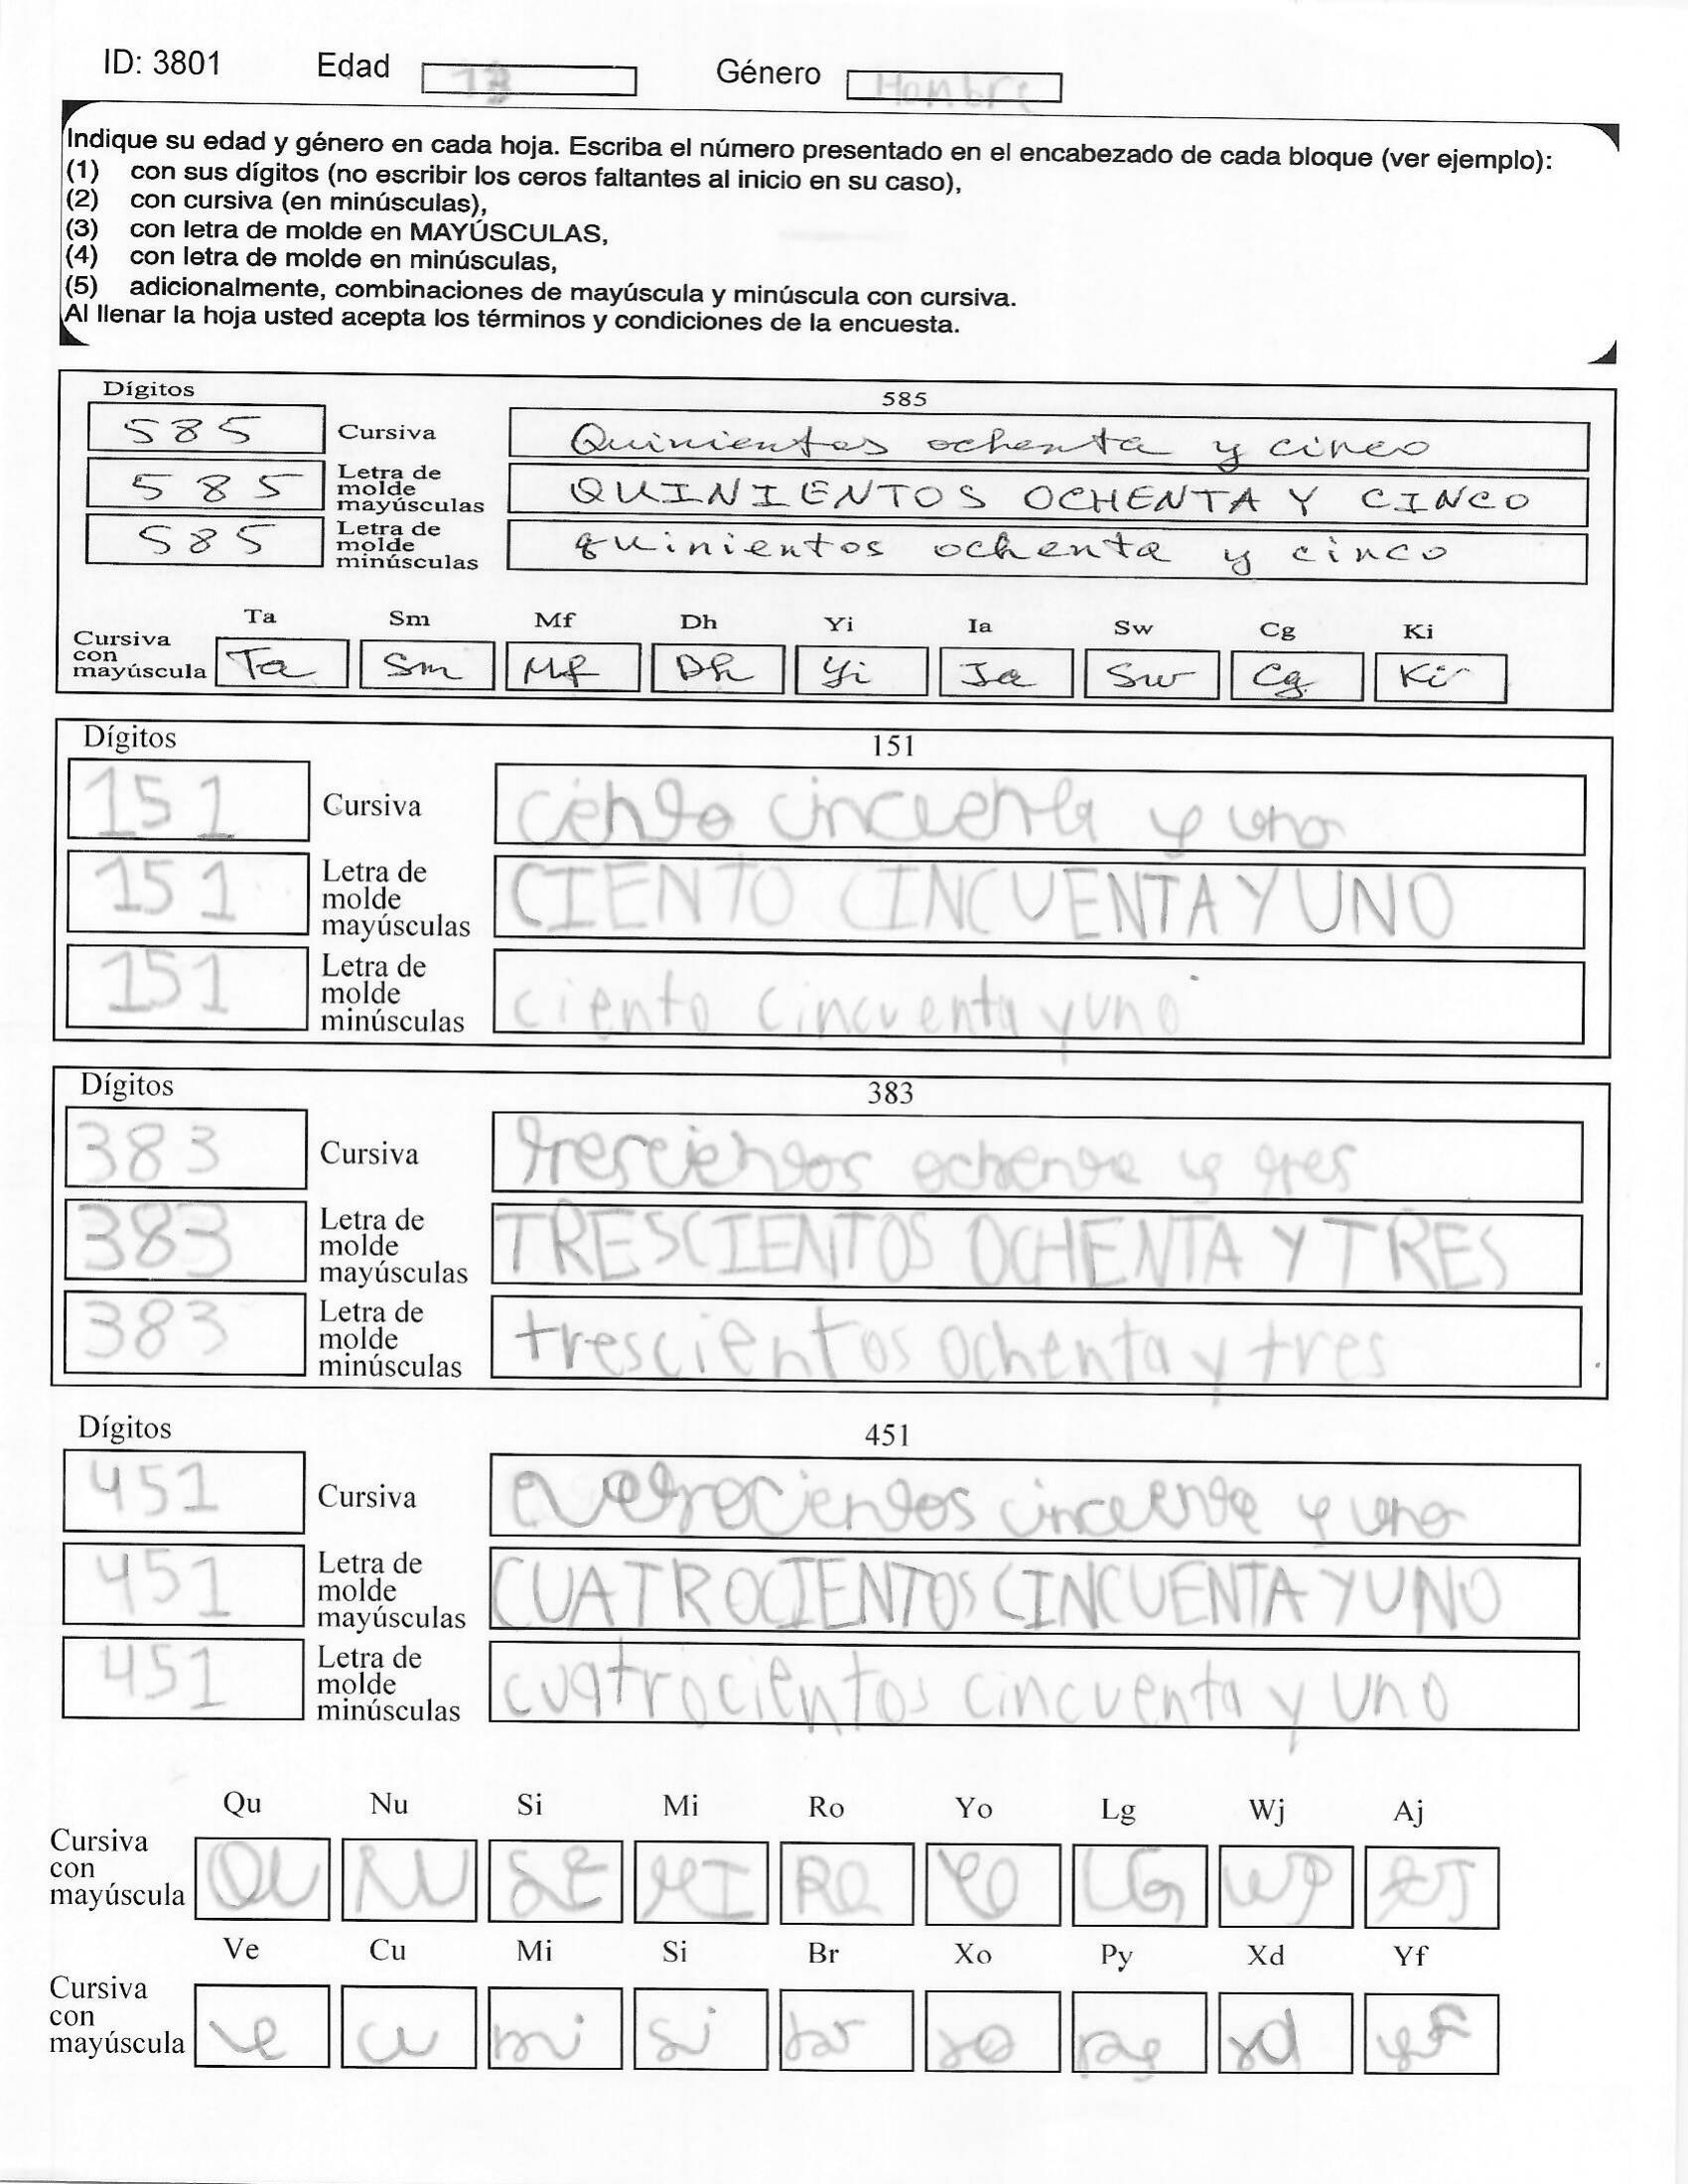 ID: 3801 Edad 13 Género Hombre
Indique su edad y género en cada hoja. Escriba el número presentado en el encabezado de cada bloque (ver ejemplo):
(1) con sus dígitos (no escribir los ceros faltantes al inicio en su caso),
(2) con cursiva (en minúsculas),
(3) con letra de molde en MAYÚSCULAS,
(4) con letra de molde en minúsculas,
(5) adicionalmente, combinaciones de mayúscula y minúscula con cursiva.
Al llenar la hoja usted acepta los términos y condiciones de la encuesta.
Dígitos 585
585 Cursiva Quinientos ochenta y cinco
585 Letra de molde mayúsculas QUINIENTOS OCHENTA Y CINCO
585 Letra de molde minúsculas quinientos ochenta y cinco
Ta Sm Mf Dh Yi Ia Sw Cg Ki
Cursiva con mayúscula Ta Sm Mf Dh Yi Ia Sw Cg Ki
Dígitos 151
151 Cursiva ciento cincuenta y uno
151 Letra de molde mayúsculas CIENTO CINCUENTA Y UNO
151 Letra de molde minúsculas ciento cincuenta y uno
Dígitos 383
383 Cursiva trescientos ochenta y tres
383 Letra de molde mayúsculas TRESCIENTOS OCHENTA Y TRES
383 Letra de molde minúsculas trescientos ochenta y tres
Dígitos 451
451 Cursiva cuatrocientos cincuenta y uno
451 Letra de molde mayúsculas CUATROCIENTOS CINCUENTA Y UNO
451 Letra de molde minúsculas cuatrocientos cincuenta y uno
Qu Nu Si Mi Ro Yo Lg Wj Aj
Cursiva con mayúscula QU NU MI RO YO LG WJ AJ
Ve Cu Mi Si Br Xo Py Xd Yf
Cursiva con mayúscula ve cu mi si br xo py xd yf